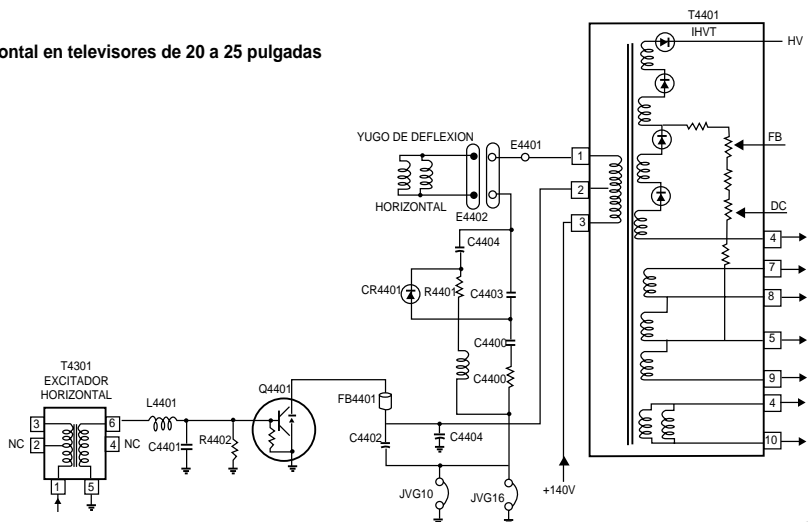 ontal en televisores de 20 a 25 pulgadas
T4401
IHVT
HV
YUGO DE DEFLEXION
E4401
1
FB
2
HORIZONTAL
E4402
3
DC
C4404
4
CR4401
R4401
C4403
7
8
C4400
T4301
EXCITADOR
HORIZONTAL
L4401
Q4401
FB4401
C4400
5
3
6
9
NC
2
4
NC
C4401
R4402
C4402
C4404
4
1
5
JVG10
JVG16
+140V
10